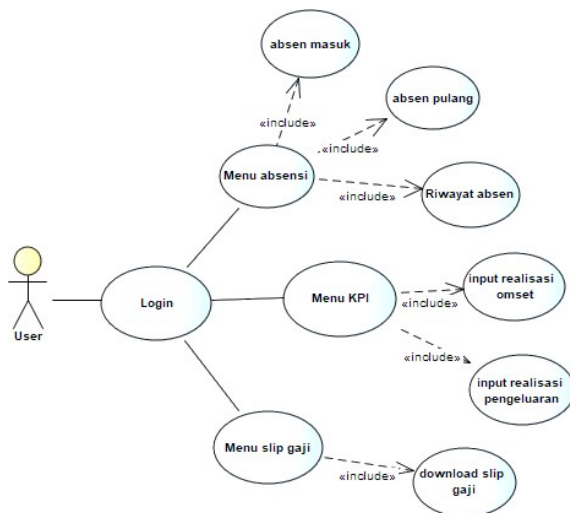 absen masuk
absen pulang
«include»
«include»
Menu absensi
«include»
Riwayat absen
User
Login
Menu KPI
«include»
input realisasi
omset
«include»
input realisasi
pengeluaran
Menu slip gaji
«include»
download slip
gaji